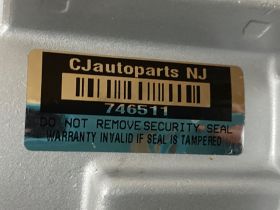 CJautoparts NJ
746511
DO NOT REMOVE SECURITY SEAL
WARRANTY INVALID IF SEAL IS TAMPERED